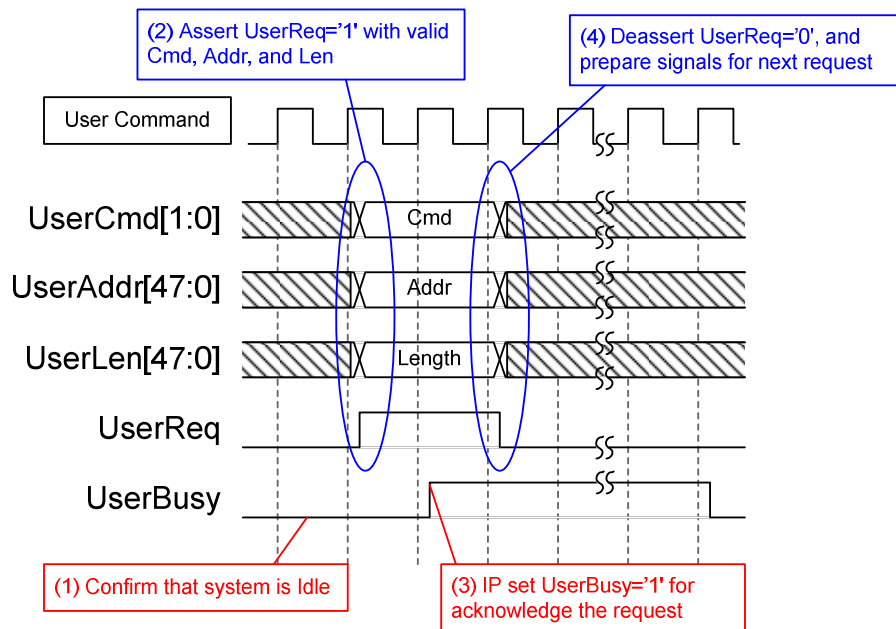 (2) Assert UserReq='1' with valid
Cmd, Addr, and Len
(4) Deassert UserReq='0', and
prepare signals for next request
User Command
UserCmd[1:0]
Cmd
UserAddr[47:0]
Addr
UserLen[47:0]
Length
UserReq
UserBusy
(1) Confirm that system is Idle
(3) IP set UserBusy='1' for
acknowledge the request